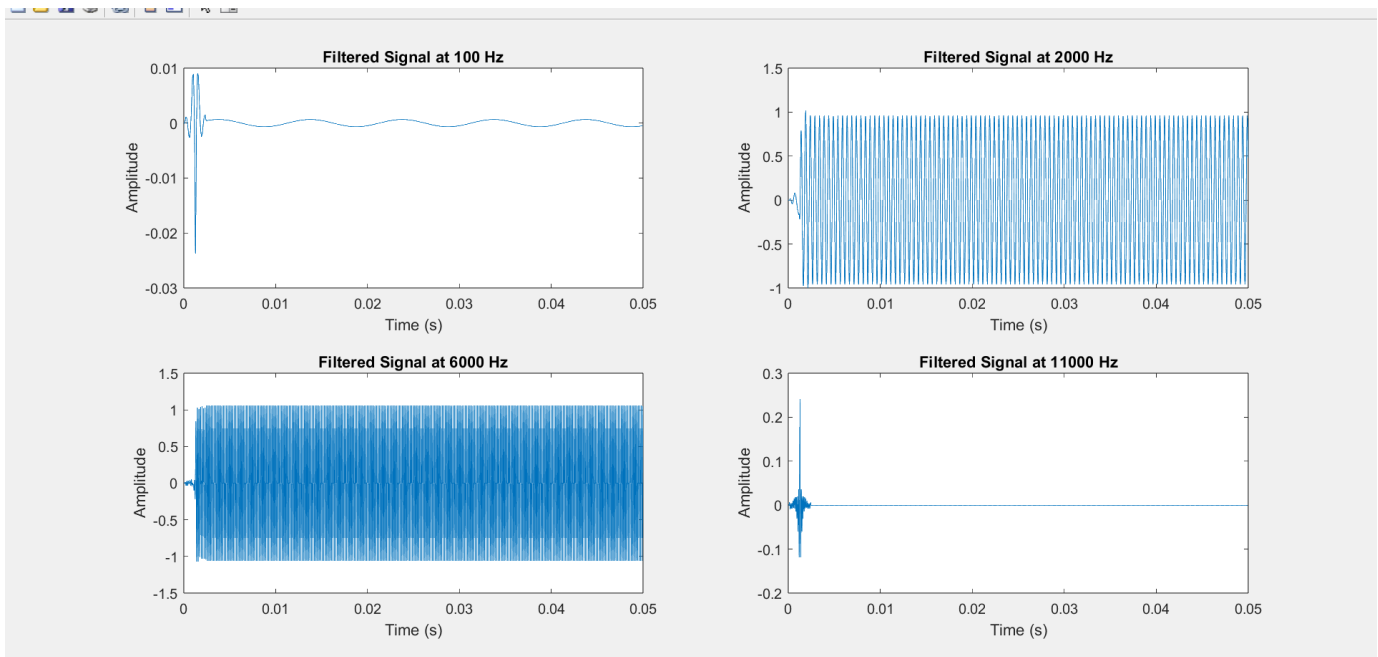 Filtered Signal at 100 Hz
0.01
0
-0.01
-0.02
-0.03
Amplitude
0 0.01 0.02 0.03 0.04 0.05
Time (s)
Filtered Signal at 2000 Hz
1.5
1
0.5
0
-0.5
-1
Amplitude
0 0.01 0.02 0.03 0.04 0.05
Time (s)
Filtered Signal at 6000 Hz
1.5
1
0.5
0
-0.5
-1
-1.5
Amplitude
0 0.01 0.02 0.03 0.04 0.05
Time (s)
Filtered Signal at 11000 Hz
0.3
0.2
0.1
0
-0.1
-0.2
Amplitude
0 0.01 0.02 0.03 0.04 0.05
Time (s)